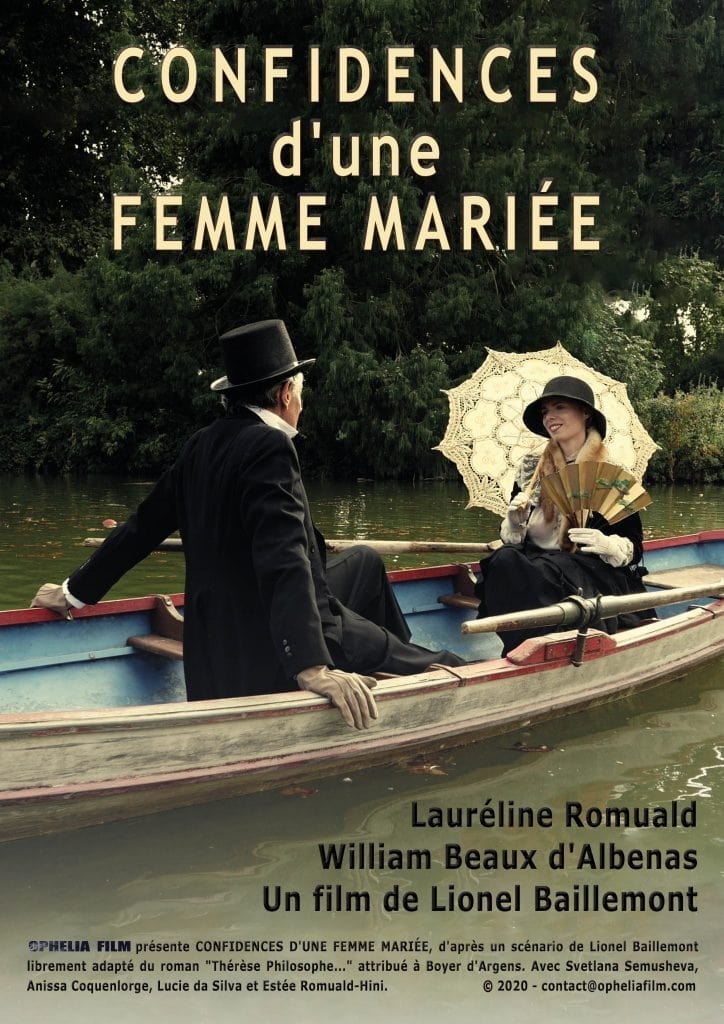 CONFIDENCES
d'une
FEMME MARIÉE
Lauréline Romuald
William Beaux d'Albenas
Un film de Lionel Baillemont
OPHELIA FILM présente CONFIDENCES D'UNE FEMME MARIÉE, d'après un scénario de Lionel Baillemont
librement adapté du roman "Thérèse Philosophe..." attribué à Boyer d'Argens. Avec Svetlana Semusheva,
Anissa Coquenlorge, Lucie da Silva et Estée Romuald-Hini. © 2020 - contact@opheliafilm.com